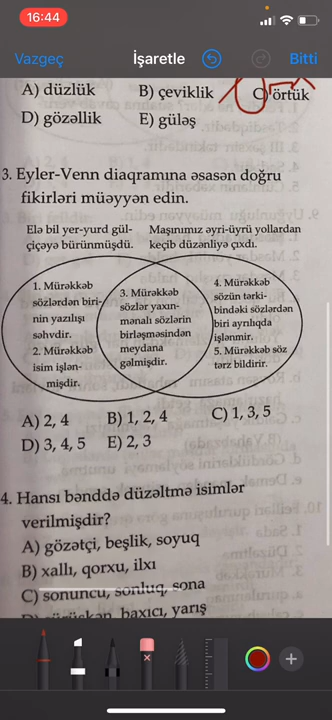 16:44
Vazgeç
İşaretle
Bitti
A) düzlük B) çeviklik C) örtük
D) gözəllik E) güləş
3. Eyler-Venn diaqramına əsasən doğru
fikirləri müəyyən edin.
Elə bil yer-yurd gül-
çiçəyə bürünmüşdü.
Maşınımız əyri-üyrü yollardan
keçib düzənliyə çıxdı.
1. Mürəkkəb
sözlərdən biri-
nin yazılışı
səhvdir.
2. Mürəkkəb
isim işlən-
mişdir.
3. Mürəkkəb
sözlər yaxın-
mənalı sözlərin
birləşməsindən
meydana
gəlmişdir.
4. Mürəkkəb
sözün tərki-
bindəki sözlərdən
biri ayrılıqda
işlənmir.
5. Mürəkkəb söz
tərz bildirir.
A) 2, 4 B) 1, 2, 4 C) 1, 3, 5
D) 3, 4, 5 E) 2, 3
4. Hansı bənddə düzəltmə isimlər
verilmişdir?
A) gözətçi, beşlik, soyuq
B) xallı, qorxu, ilxı
C) sonuncu, sonluq, sona
baxıcı, yarış